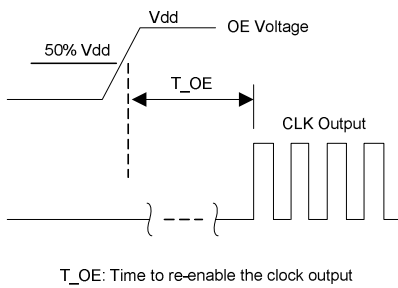 Vdd
OE Voltage
50% Vdd
T_OE
CLK Output
T_OE: Time to re-enable the clock output